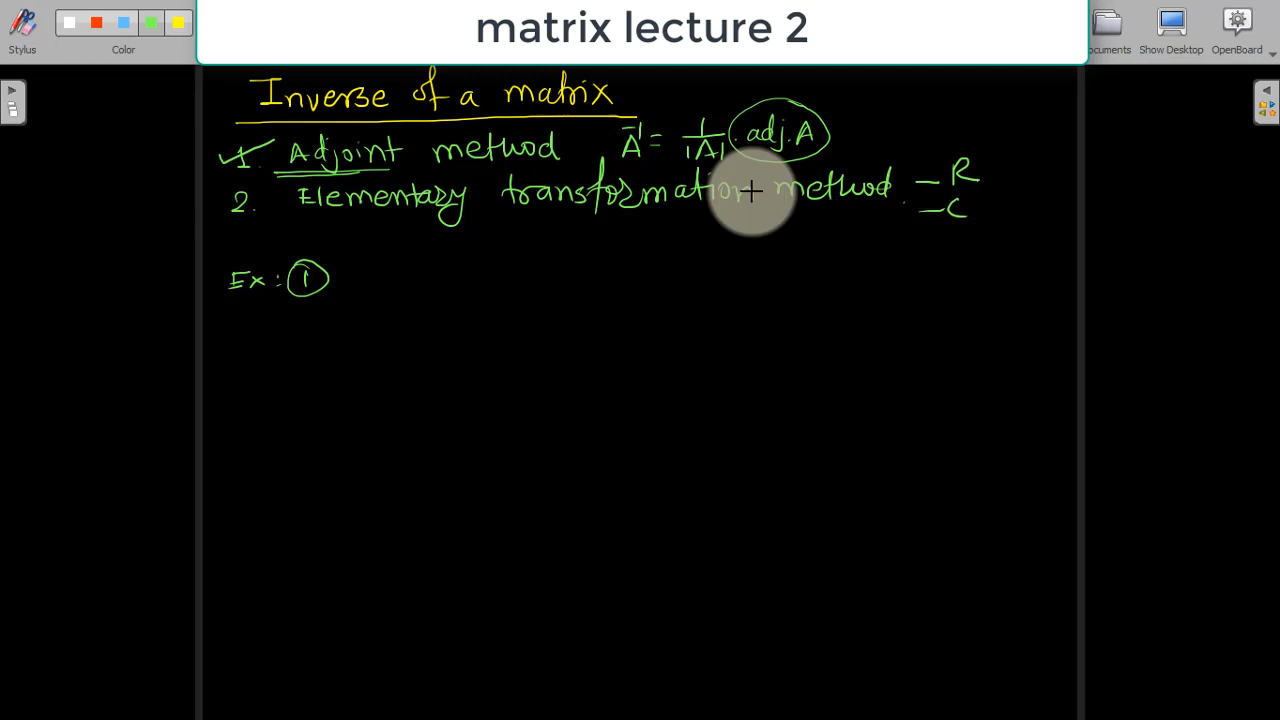 matrix lecture 2
Stylus
Color
Show Desktop
OpenBoard
Inverse of a matrix
1. Adjoint method A⁻¹ = 1/|A| . adj. A
2. Elementary transformation method. – R
– C
Ex : ①